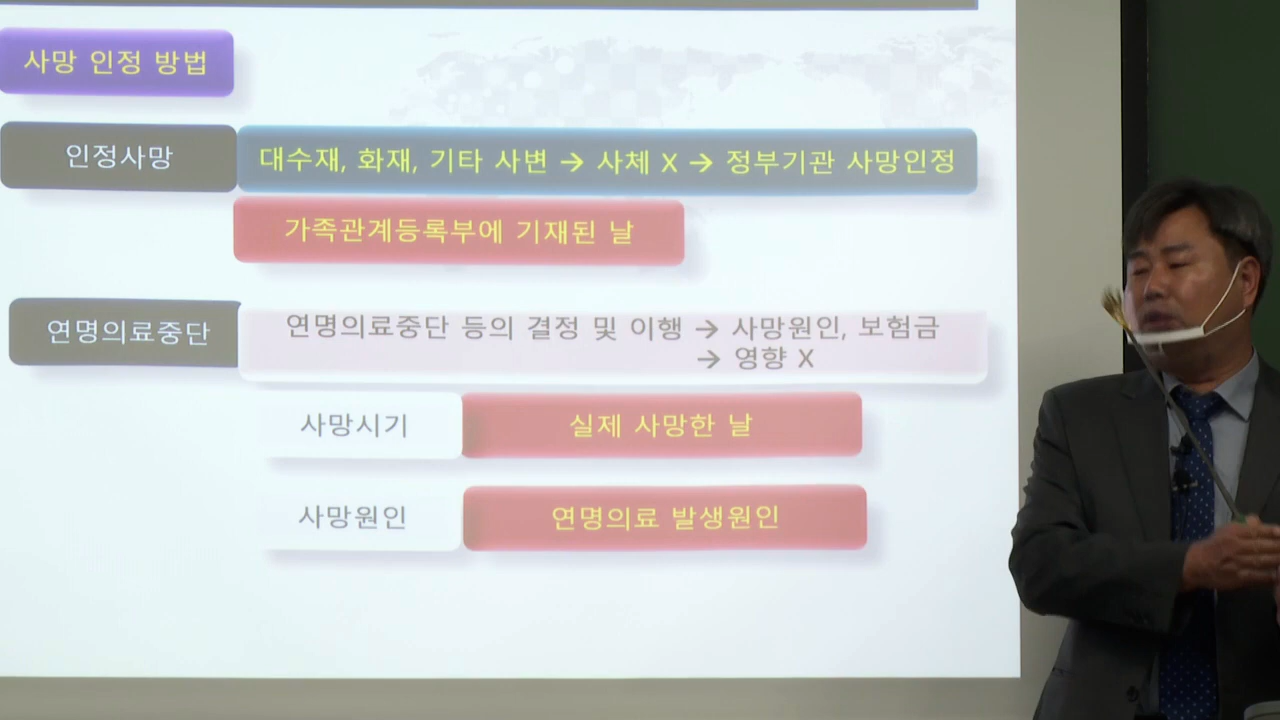 사망 인정 방법
인정사망
대수재, 화재, 기타 사변 → 사체 X → 정부기관 사망인정
가족관계등록부에 기재된 날
연명의료중단
연명의료중단 등의 결정 및 이행 → 사망원인, 보험금
→ 영향 X
사망시기
실제 사망한 날
사망원인
연명의료 발생원인